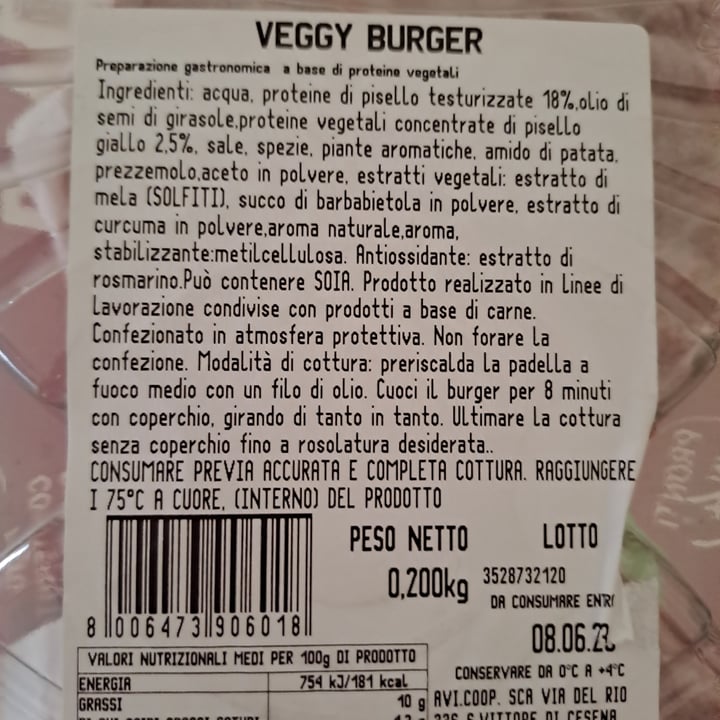 VEGGY BURGER
Preparazione gastronomica a base di proteine vegetali
Ingredienti: acqua, proteine di pisello testurizzate 18%,olio di
semi di girasole,proteine vegetali concentrate di pisello
giallo 2,5%, sale, spezie, piante aromatiche, amido di patata,
prezzemolo,aceto in polvere, estratti vegetali: estratto di
mela (SOLFITI), succo di barbabietola in polvere, estratto di
curcuma in polvere,aroma naturale,aroma,
stabilizzante:metilcellulosa. Antiossidante: estratto di
rosmarino.Può contenere SOIA. Prodotto realizzato in Linee di
Lavorazione condivise con prodotti a base di carne.
Confezionato in atmosfera protettiva. Non forare la
confezione. Modalità di cottura: preriscalda la padella a
fuoco medio con un filo di olio. Cuoci il burger per 8 minuti
con coperchio, girando di tanto in tanto. Ultimare la cottura
senza coperchio fino a rosolatura desiderata..
CONSUMARE PREVIA ACCURATA E COMPLETA COTTURA. RAGGIUNGERE
I 75°C A CUORE, (INTERNO) DEL PRODOTTO
PESO NETTO LOTTO
0,200kg 3528732120
DA CONSUMARE ENTR
08.06.2
8 006473 906018
VALORI NUTRIZIONALI MEDI PER 100g DI PRODOTTO
ENERGIA 754 kJ/181 kcal
GRASSI 10 g
CONSERVARE DA 0°C A +4°C
AVI.COOP. SCA VIA DEL RIO
S.VITTORE DI CESENA